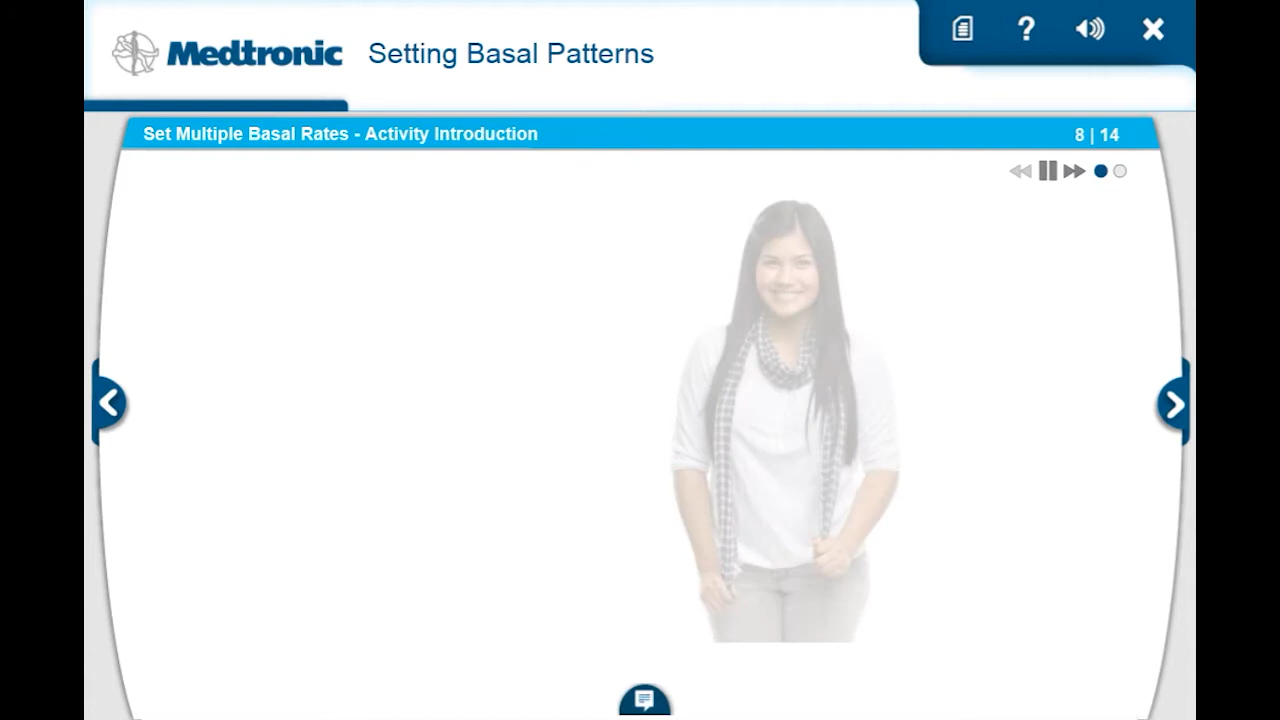 Medtronic
Setting Basal Patterns
?
Set Multiple Basal Rates - Activity Introduction
8 | 14